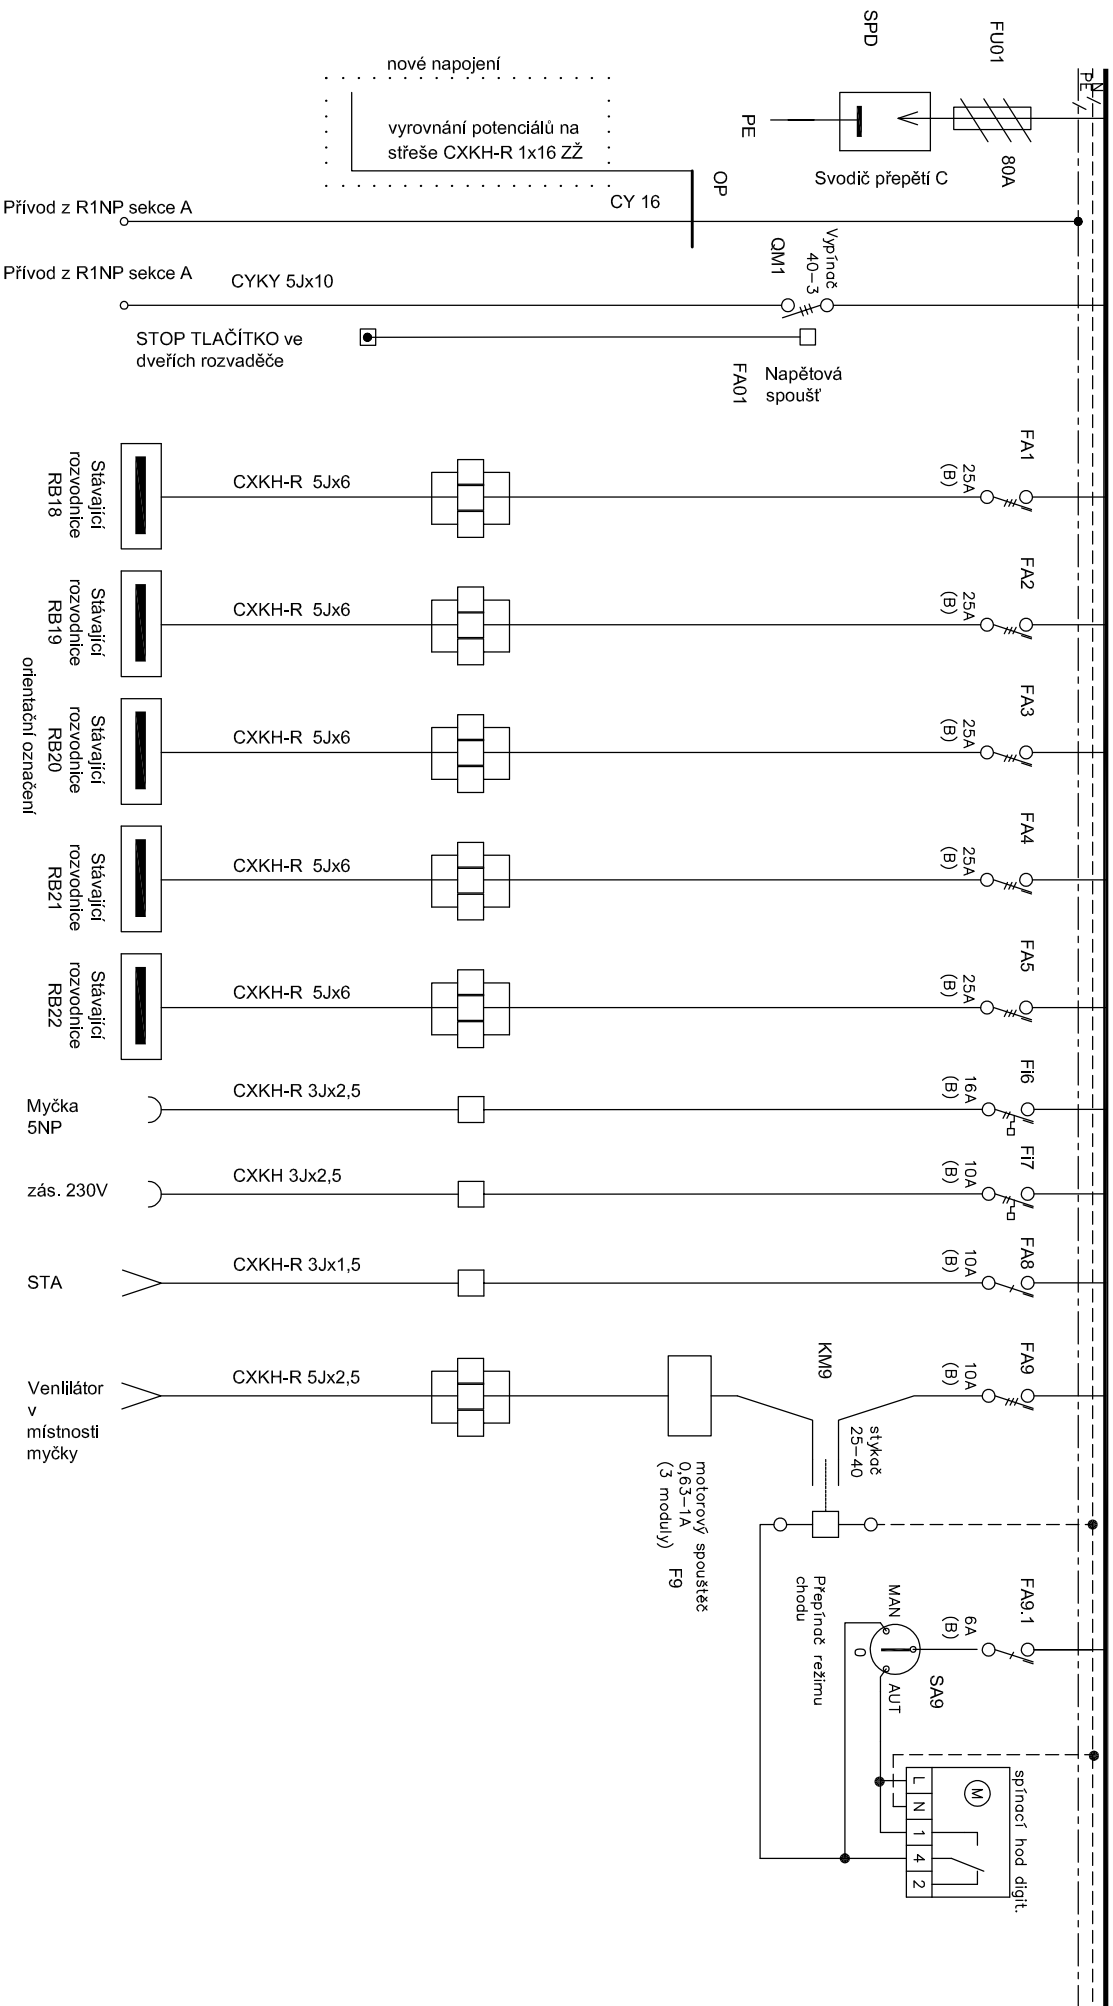 nové napojení
vyrovnání potenciálů na
střeše CXKH-R 1x16 ZŽ
SPD
FU01
80A
PE
N
PE
Svodič přepětí C
OP
CY 16
Přívod z R1NP sekce A
Přívod z R1NP sekce A
CYKY 5Jx10
QM1
Vypínač
40-3
STOP TLAČÍTKO ve
dveřích rozvaděče
FA01
Napětová
spoušť
Stávající
rozvodnice
RB18
CXKH-R 5Jx6
25A
(B)
FA1
Stávající
rozvodnice
RB19
CXKH-R 5Jx6
25A
(B)
FA2
orientační označení
Stávající
rozvodnice
RB20
CXKH-R 5Jx6
25A
(B)
FA3
Stávající
rozvodnice
RB21
CXKH-R 5Jx6
25A
(B)
FA4
Stávající
rozvodnice
RB22
CXKH-R 5Jx6
25A
(B)
FA5
Myčka
5NP
CXKH-R 3Jx2,5
16A
(B)
Fi6
zás. 230V
CXKH 3Jx2,5
10A
(B)
Fi7
STA
CXKH-R 3Jx1,5
10A
(B)
FA8
Venlilátor
v
místnosti
myčky
CXKH-R 5Jx2,5
KM9
10A
(B)
FA9
stykač
25-40
motorový spouštěč
0,63-1A
(3 moduly)
F9
Přepínač režimu
chodu
MAN
0
AUT
SA9
6A
(B)
FA9.1
spínací hod digit.
M
L
N
1
4
2